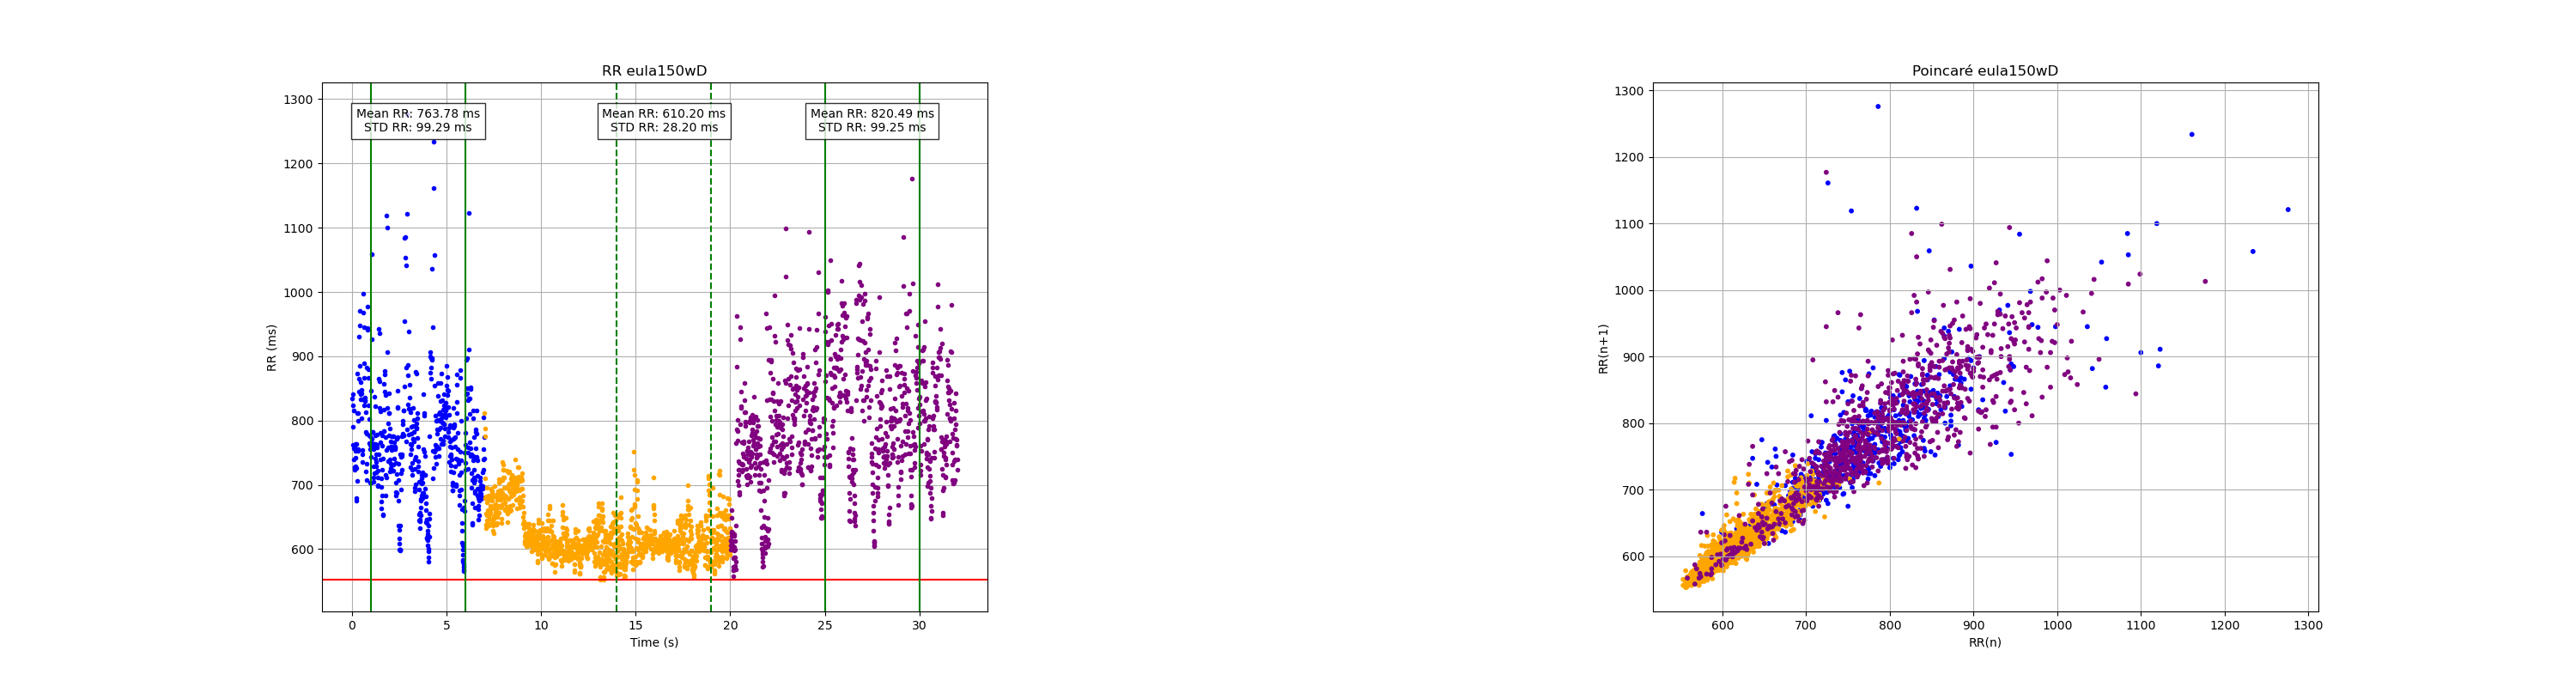 RR eula150wD
Mean RR: 763.78 ms
STD RR: 99.29 ms
Mean RR: 610.20 ms
STD RR: 28.20 ms
Mean RR: 820.49 ms
STD RR: 99.25 ms
1300
1200
1100
1000
900
800
700
600
RR (ms)
0 5 10 15 20 25 30
Time (s)
Poincaré eula150wD
1300
1200
1100
1000
900
800
700
600
RR(n+1)
600 700 800 900 1000 1100 1200 1300
RR(n)